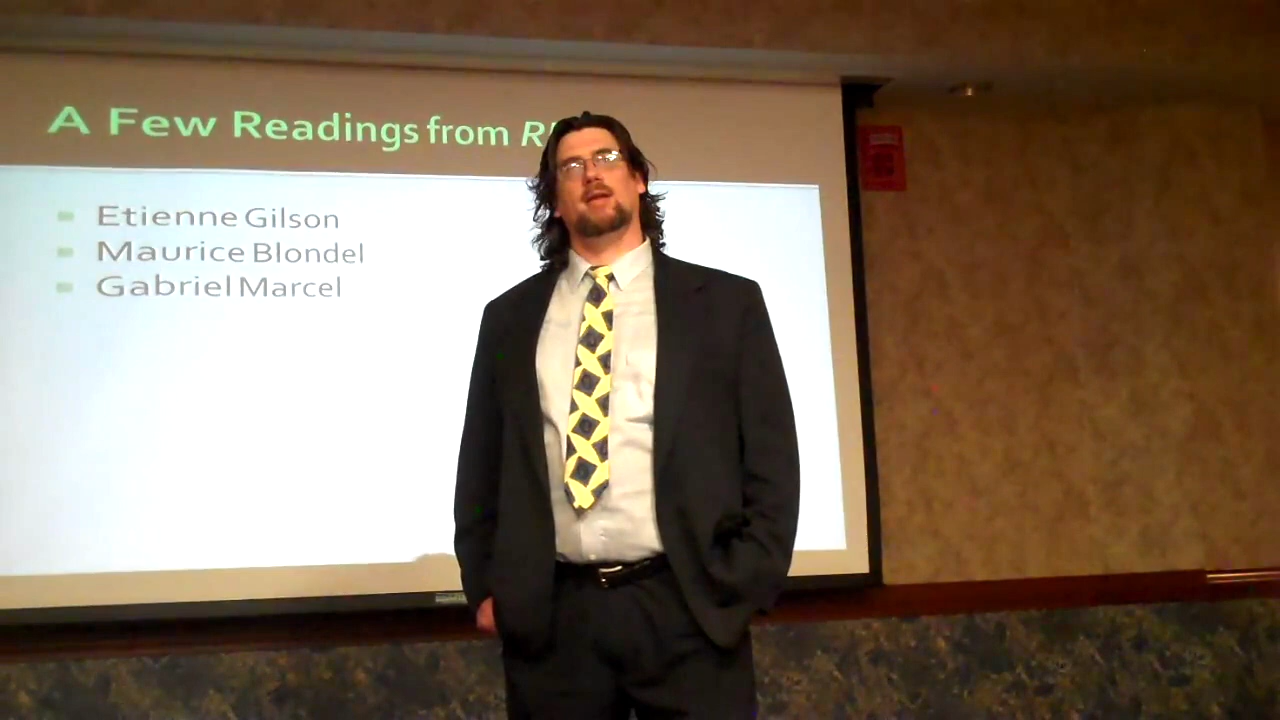 A Few Readings from
Etienne Gilson
Maurice Blondel
Gabriel Marcel